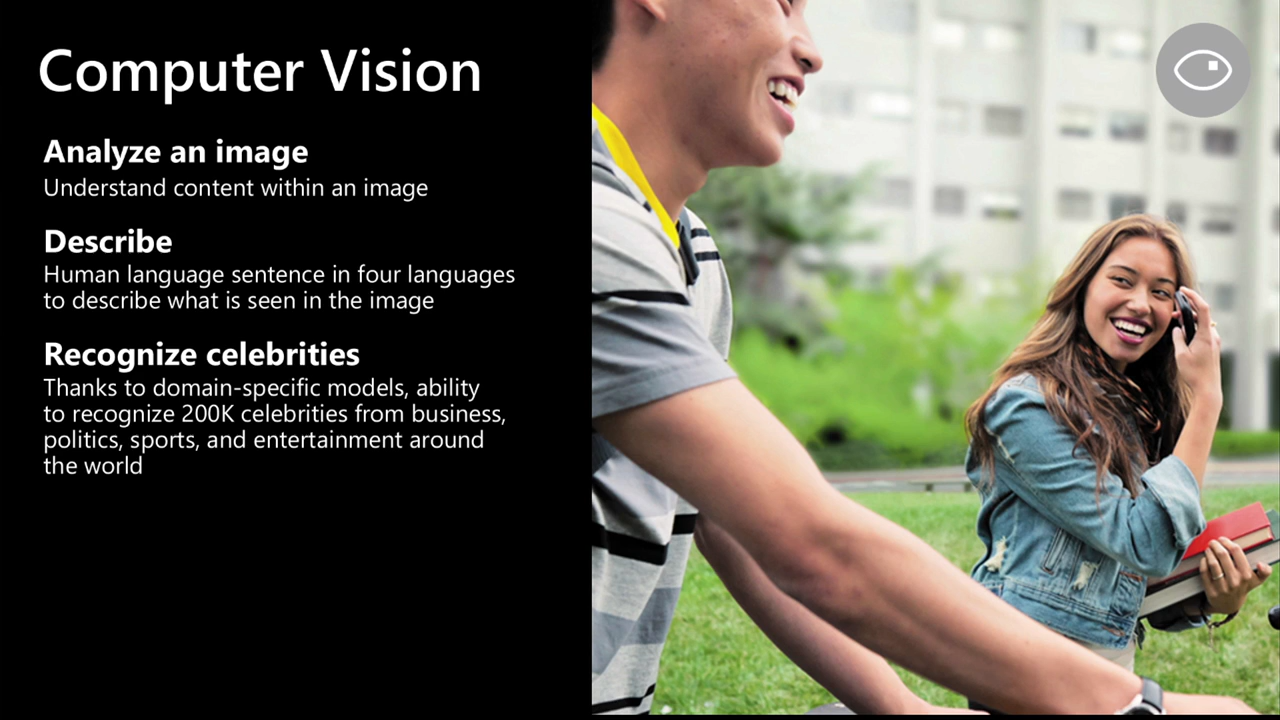 Computer Vision
Analyze an image
Understand content within an image
Describe
Human language sentence in four languages
to describe what is seen in the image
Recognize celebrities
Thanks to domain-specific models, ability
to recognize 200K celebrities from business,
politics, sports, and entertainment around
the world